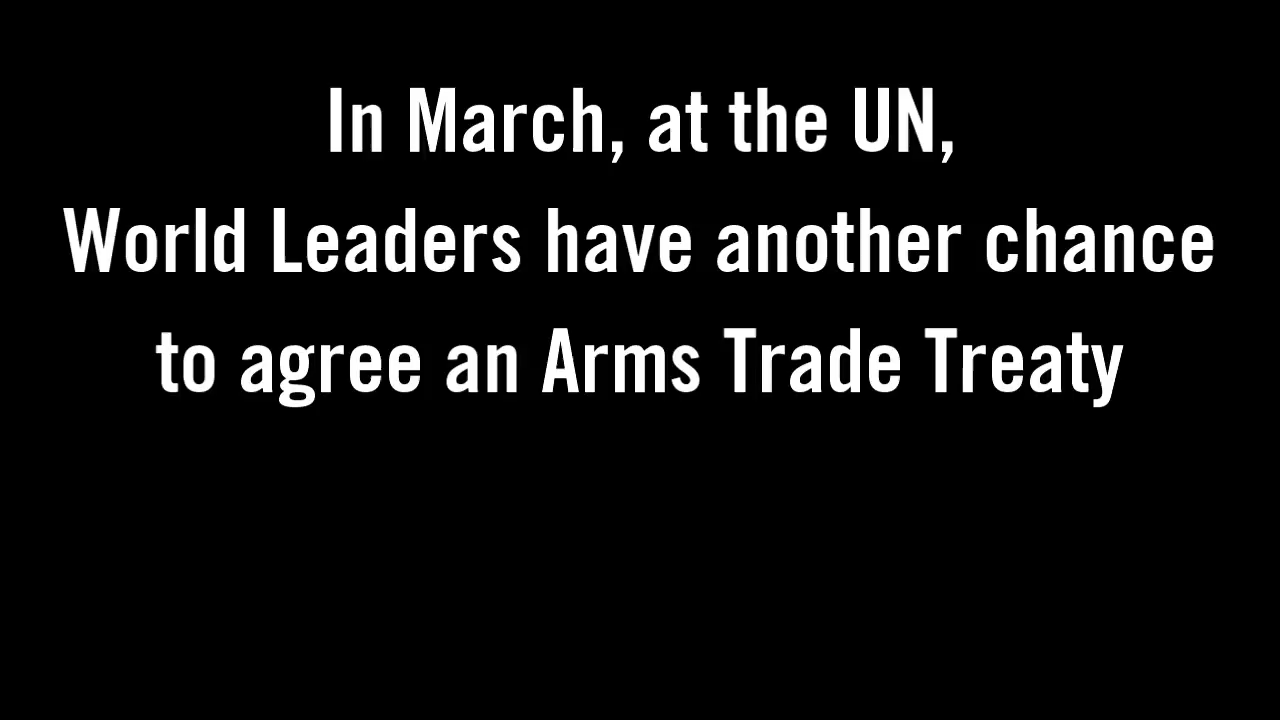 In March, at the UN,
World Leaders have another chance
to agree an Arms Trade Treaty